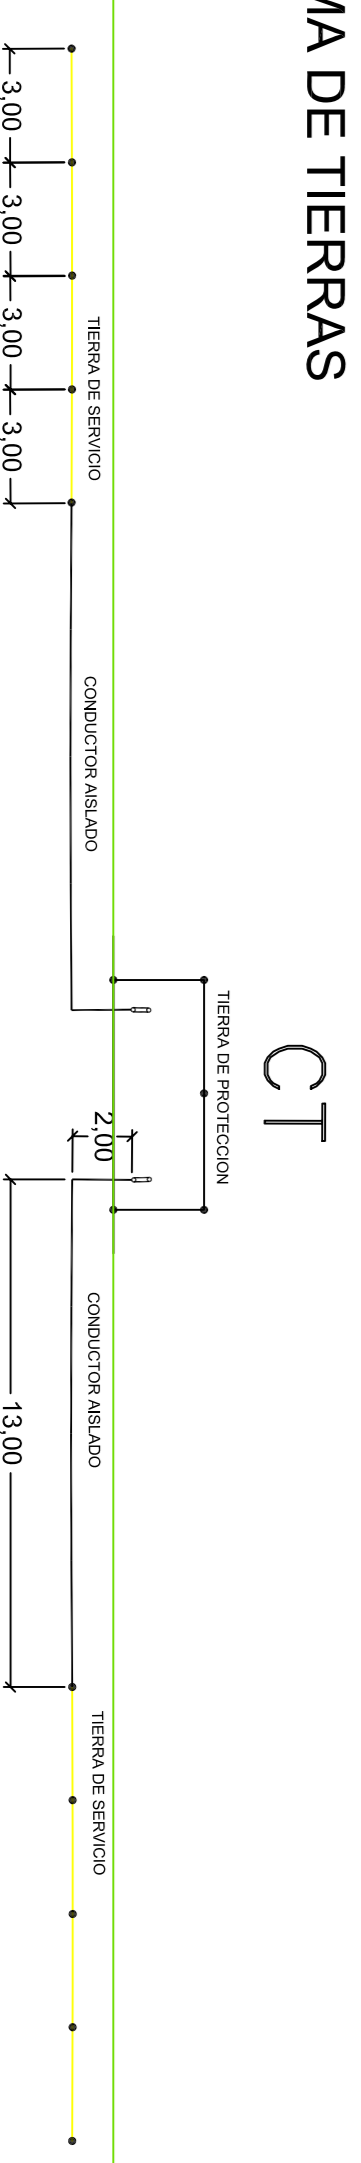 MA DE TIERRAS
CT
TIERRA DE PROTECCION
TIERRA DE SERVICIO
CONDUCTOR AISLADO
2,00
CONDUCTOR AISLADO
TIERRA DE SERVICIO
3,00
3,00
3,00
3,00
13,00